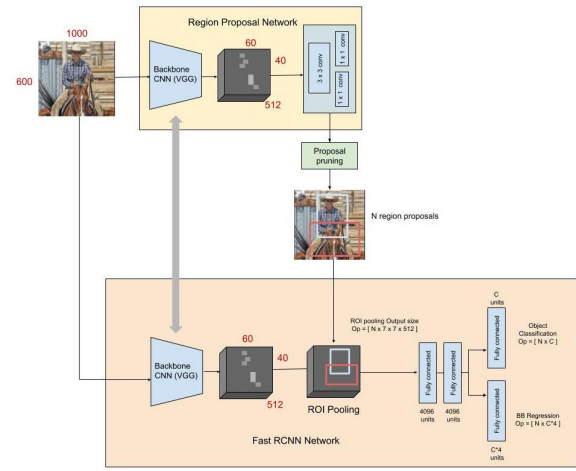 Region Proposal Network
1000
600
Backbone
CNN (VGG)
60
40
512
3 x 3 conv
1 x 1 conv
1 x 1 conv
Proposal
pruning
N region proposals
Backbone
CNN (VGG)
60
40
512
ROI Pooling
ROI pooling Output size
Op = [ N x 7 x 7 x 512 ]
Fully connected
4096
units
Fully connected
4096
units
C
units
Fully connected
Object
Classification
Op = [ N x C ]
Fully connected
C*4
units
BB Regression
Op = [ N x C*4 ]
Fast RCNN Network